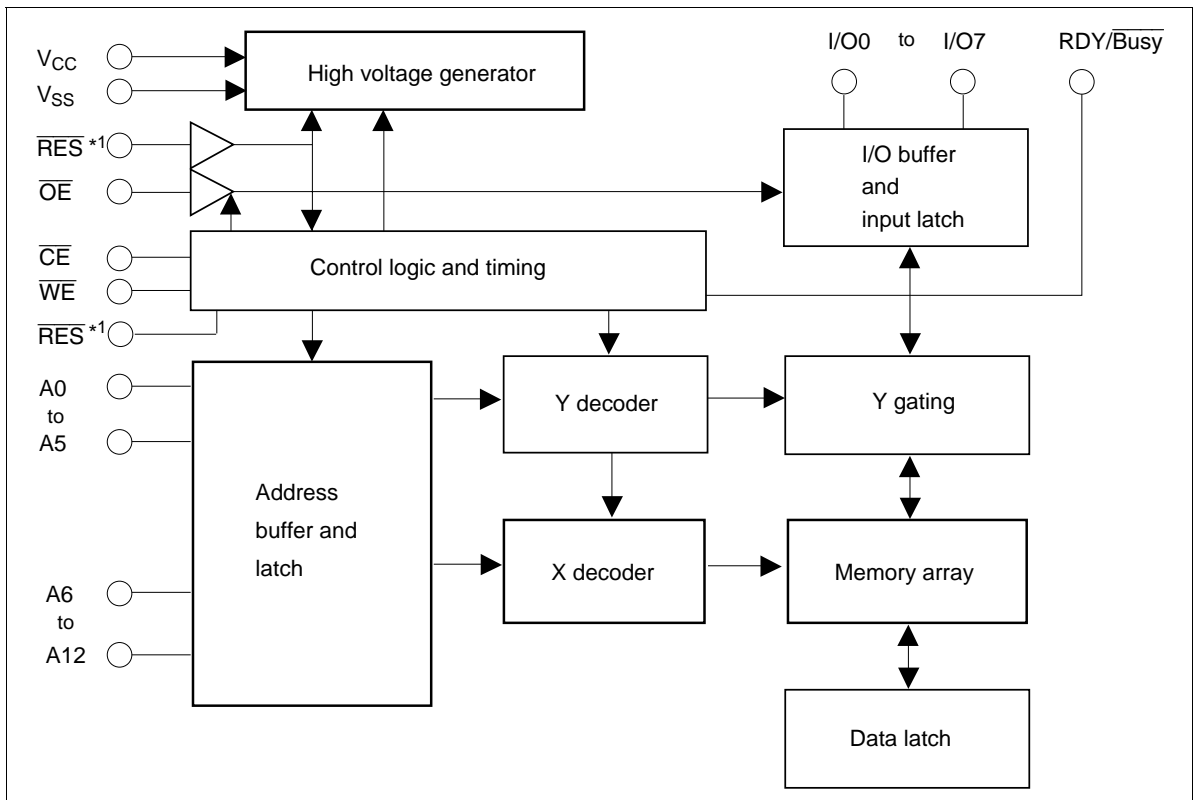 VCC
VSS
RES *1
OE
CE
WE
RES *1
A0
to
A5
A6
to
A12
High voltage generator
Control logic and timing
Address
buffer and
latch
Y decoder
X decoder
I/O0 to I/O7 RDY/Busy
I/O buffer
and
input latch
Y gating
Memory array
Data latch